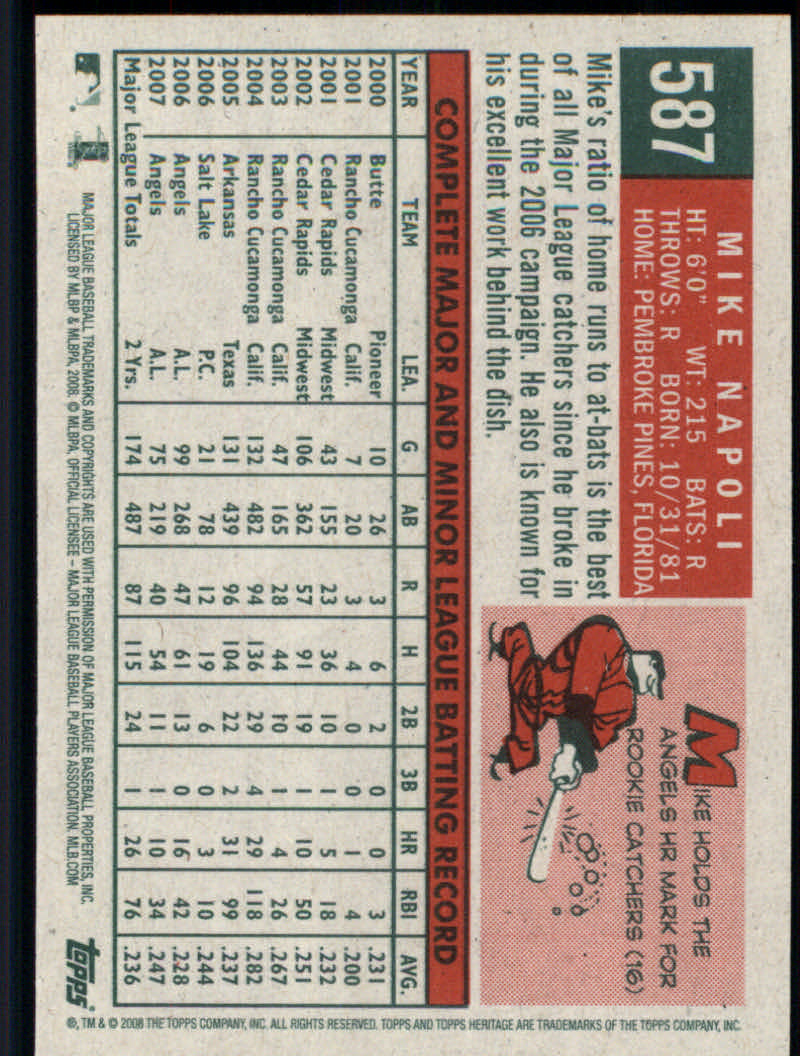 587
MIKE NAPOLI
HT: 6'0" WT: 215 BATS: R
THROWS: R BORN: 10/31/81
HOME: PEMBROKE PINES, FLORIDA
Mike's ratio of home runs to at-bats is the best
of all Major League catchers since he broke in
during the 2006 campaign. He also is known for
his excellent work behind the dish.
MIKE HOLDS THE
ANGELS HR MARK FOR
ROOKIE CATCHERS (16)
COMPLETE MAJOR AND MINOR LEAGUE BATTING RECORD
YEAR TEAM LEA. G AB R H 2B 3B HR RBI AVG.
2000 Butte Pioneer 10 26 3 6 2 0 0 3 .231
2001 Rancho Cucamonga Calif. 7 20 3 4 0 0 1 4 .200
2001 Cedar Rapids Midwest 43 155 23 36 10 1 5 18 .232
2002 Cedar Rapids Midwest 106 362 57 91 19 1 10 50 .251
2003 Rancho Cucamonga Calif. 47 165 28 44 10 1 4 26 .267
2004 Rancho Cucamonga Calif. 132 482 94 136 29 4 29 118 .282
2005 Arkansas Texas 131 439 96 104 22 2 31 99 .237
2006 Salt Lake P.C. 21 78 12 19 6 0 3 10 .244
2006 Angels A.L. 99 268 47 61 13 0 16 42 .228
2007 Angels A.L. 75 219 40 54 11 1 10 34 .247
Major League Totals 2 Yrs. 174 487 87 115 24 1 26 76 .236
MAJOR LEAGUE BASEBALL TRADEMARKS AND COPYRIGHTS ARE USED WITH PERMISSION OF MAJOR LEAGUE BASEBALL PROPERTIES, INC.
LICENSED BY MLBP & MLBPA, 2008. © MLBPA, OFFICIAL LICENSEE – MAJOR LEAGUE BASEBALL PLAYERS ASSOCIATION. MLB.COM
topps
®, TM & © 2008 THE TOPPS COMPANY, INC. ALL RIGHTS RESERVED. TOPPS AND TOPPS HERITAGE ARE TRADEMARKS OF THE TOPPS COMPANY, INC.